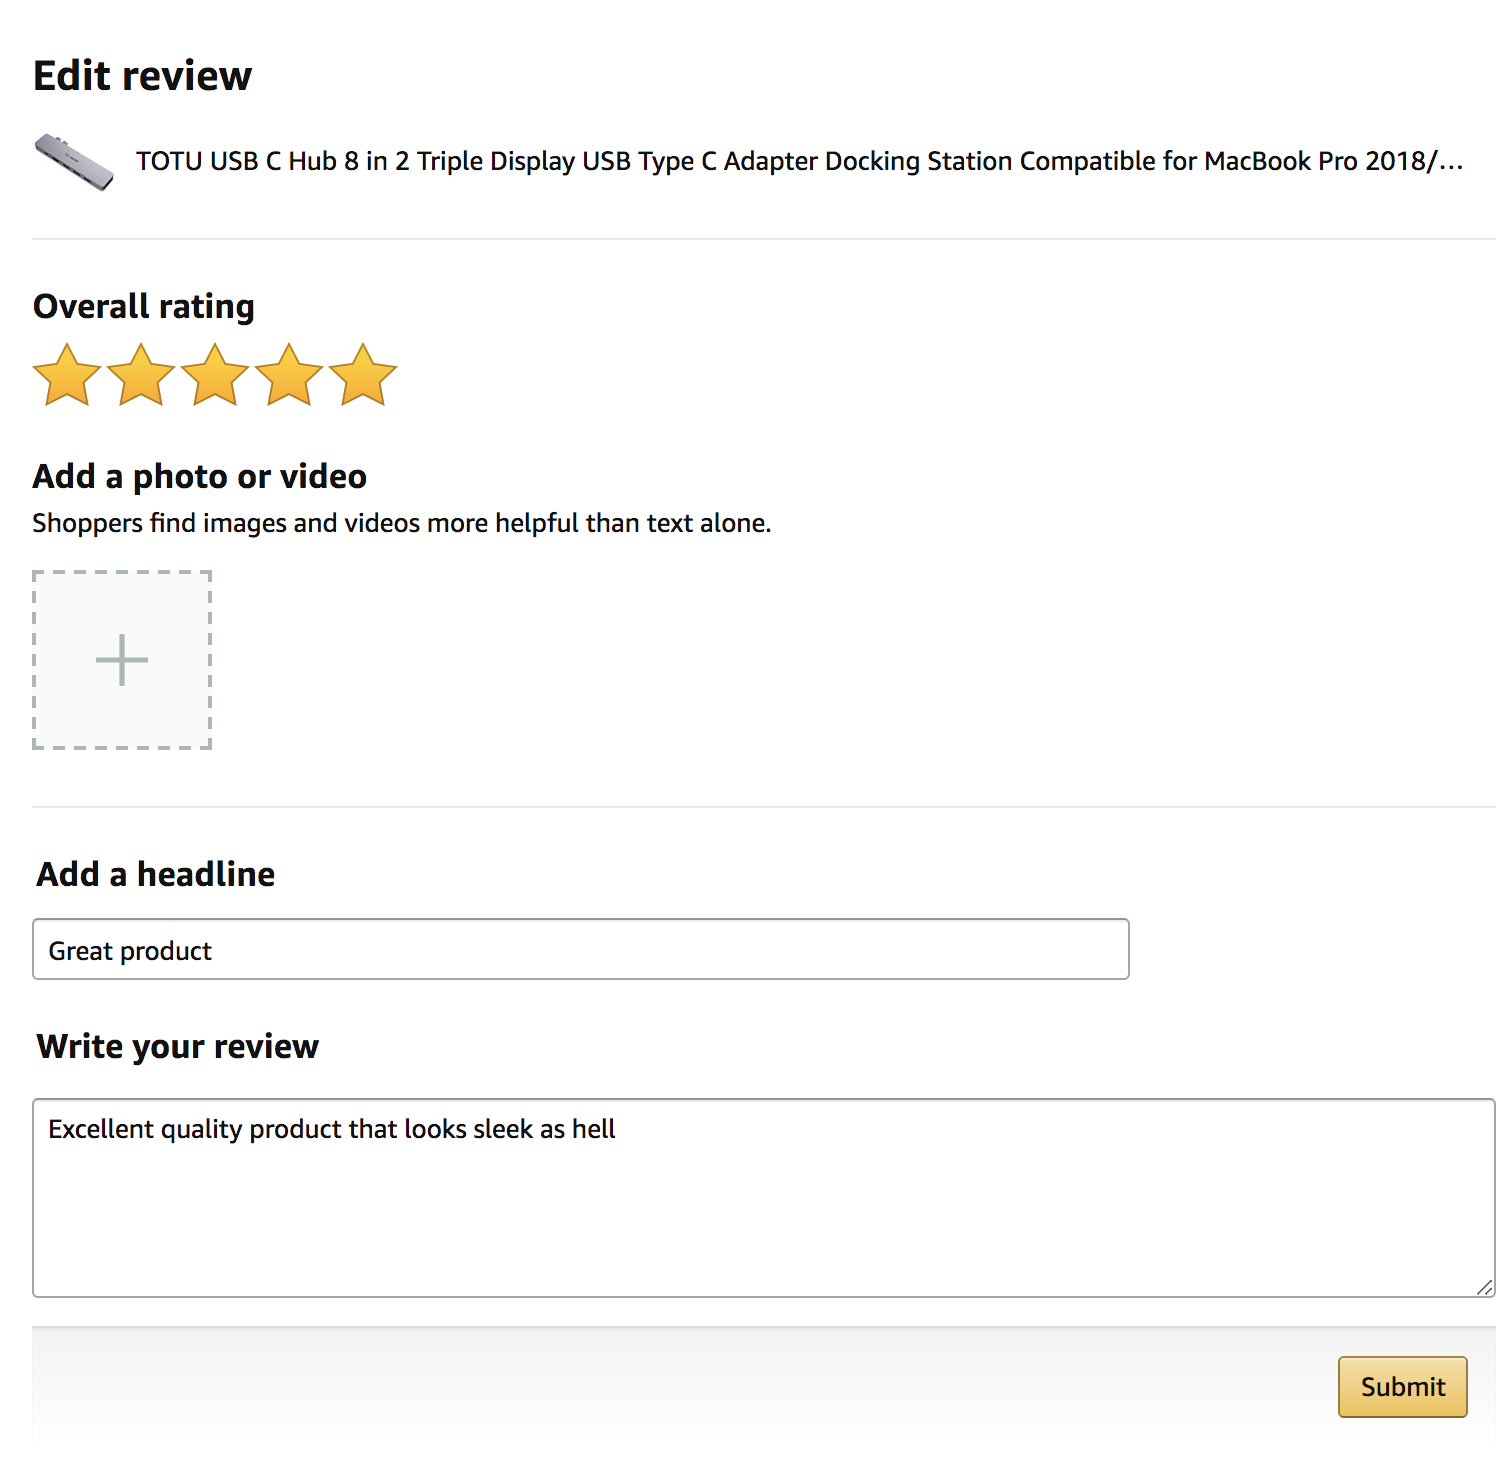 Edit review
TOTU USB C Hub 8 in 2 Triple Display USB Type C Adapter Docking Station Compatible for MacBook Pro 2018/...
Overall rating
Add a photo or video
Shoppers find images and videos more helpful than text alone.
Add a headline
Great product
Write your review
Excellent quality product that looks sleek as hell
Submit